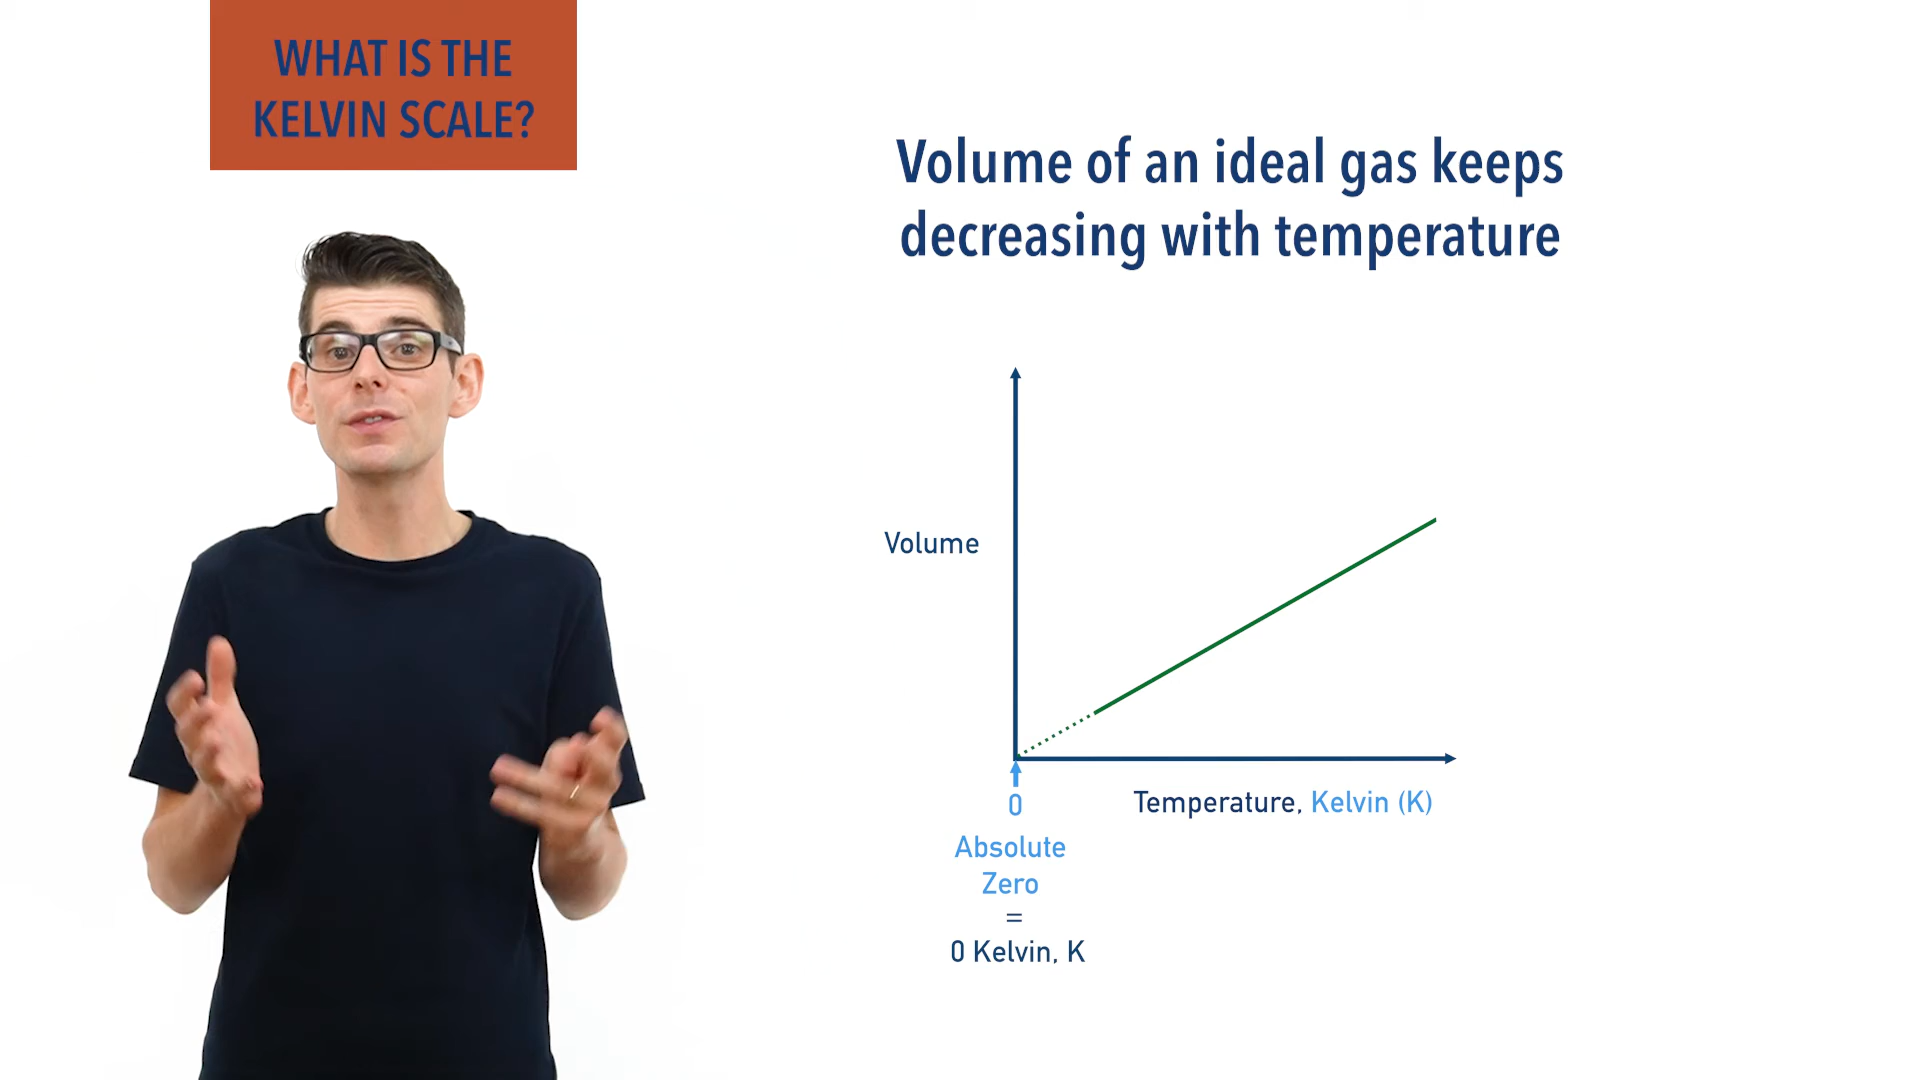 WHAT IS THE
KELVIN SCALE?
Volume of an ideal gas keeps
decreasing with temperature
Volume
0
Temperature, Kelvin (K)
Absolute
Zero
=
0 Kelvin, K